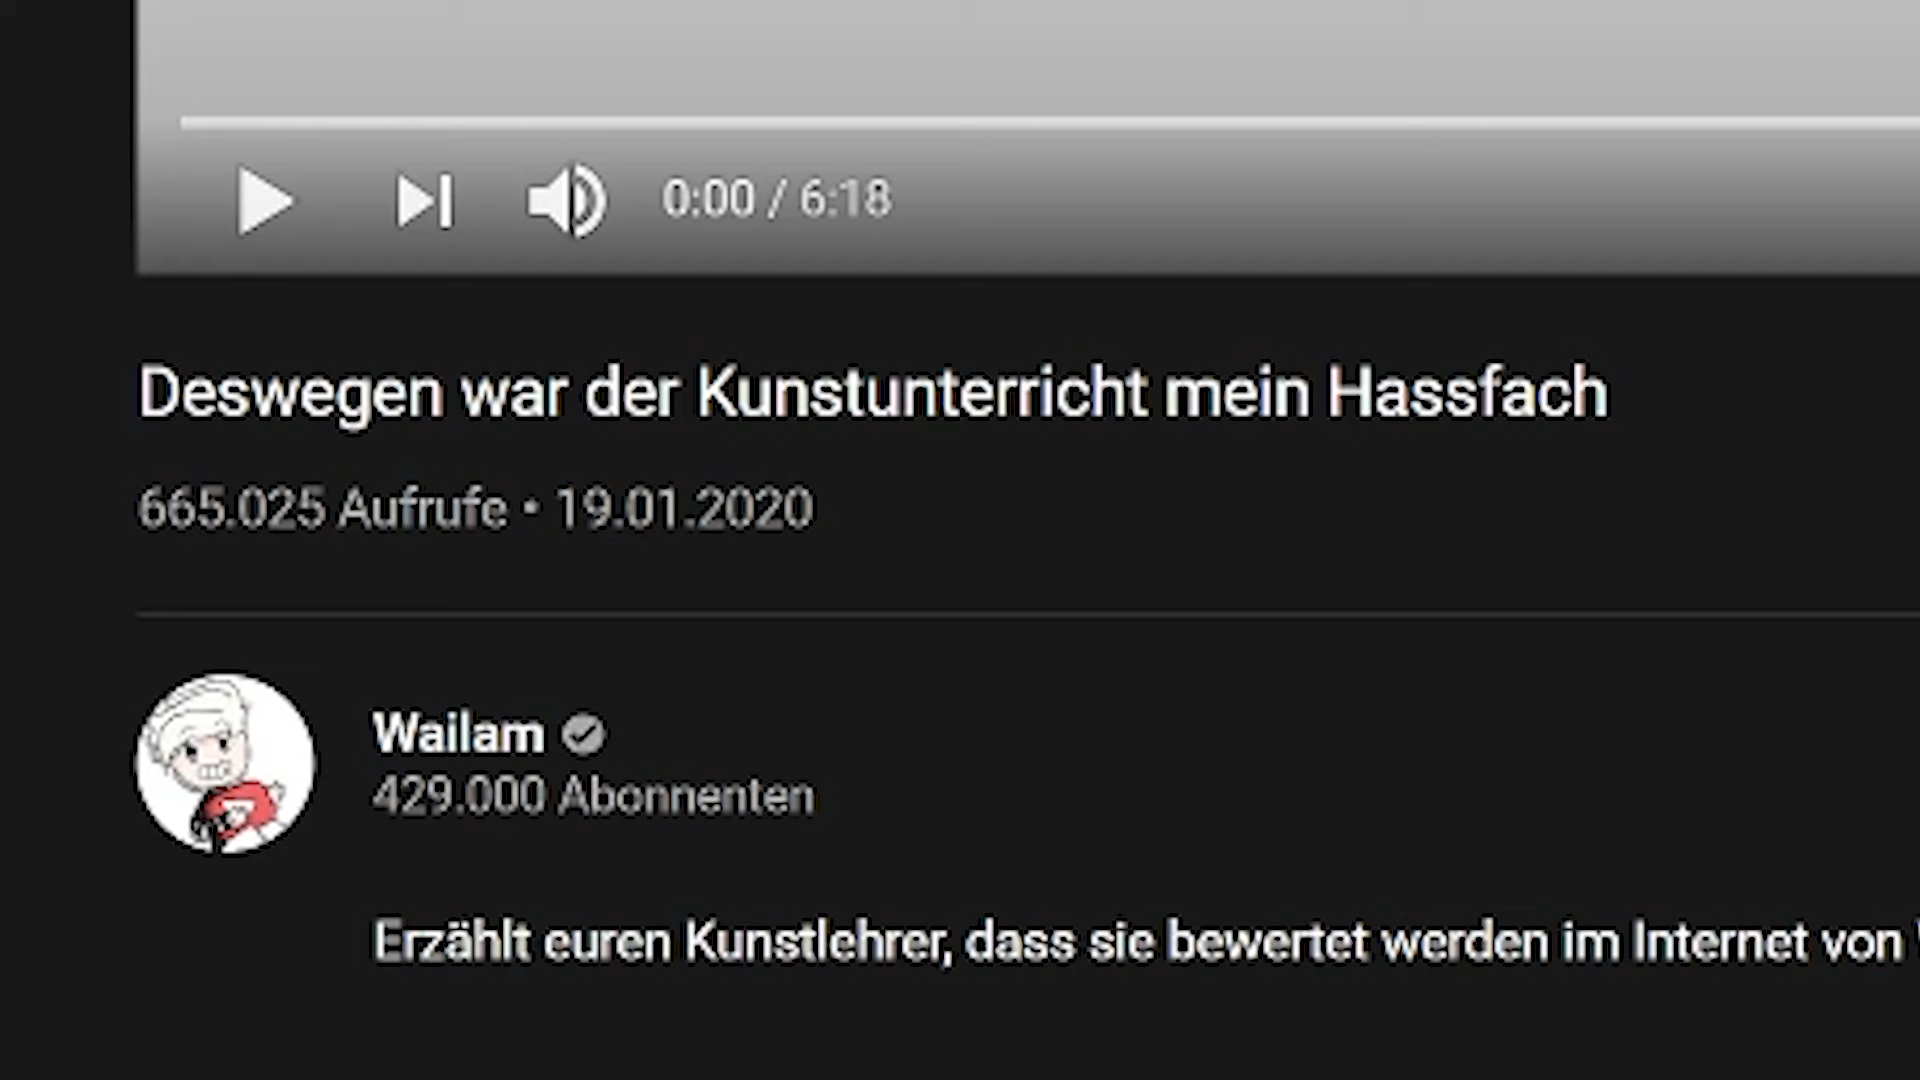 0:00 / 6:18
Deswegen war der Kunstunterricht mein Hassfach
665.025 Aufrufe • 19.01.2020
Wailam
429.000 Abonnenten
Erzählt euren Kunstlehrer, dass sie bewertet werden im Internet von